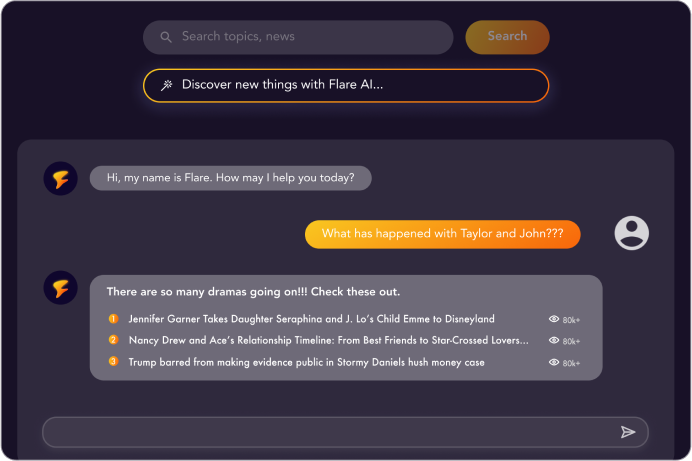 Search topics, news
Search
Discover new things with Flare AI...
Hi, my name is Flare. How may I help you today?
What has happened with Taylor and John???
There are so many dramas going on!!! Check these out.
1 Jennifer Garner Takes Daughter Seraphina and J. Lo's Child Emme to Disneyland 80k+
2 Nancy Drew and Ace's Relationship Timeline: From Best Friends to Star-Crossed Lovers... 80k+
3 Trump barred from making evidence public in Stormy Daniels hush money case 80k+